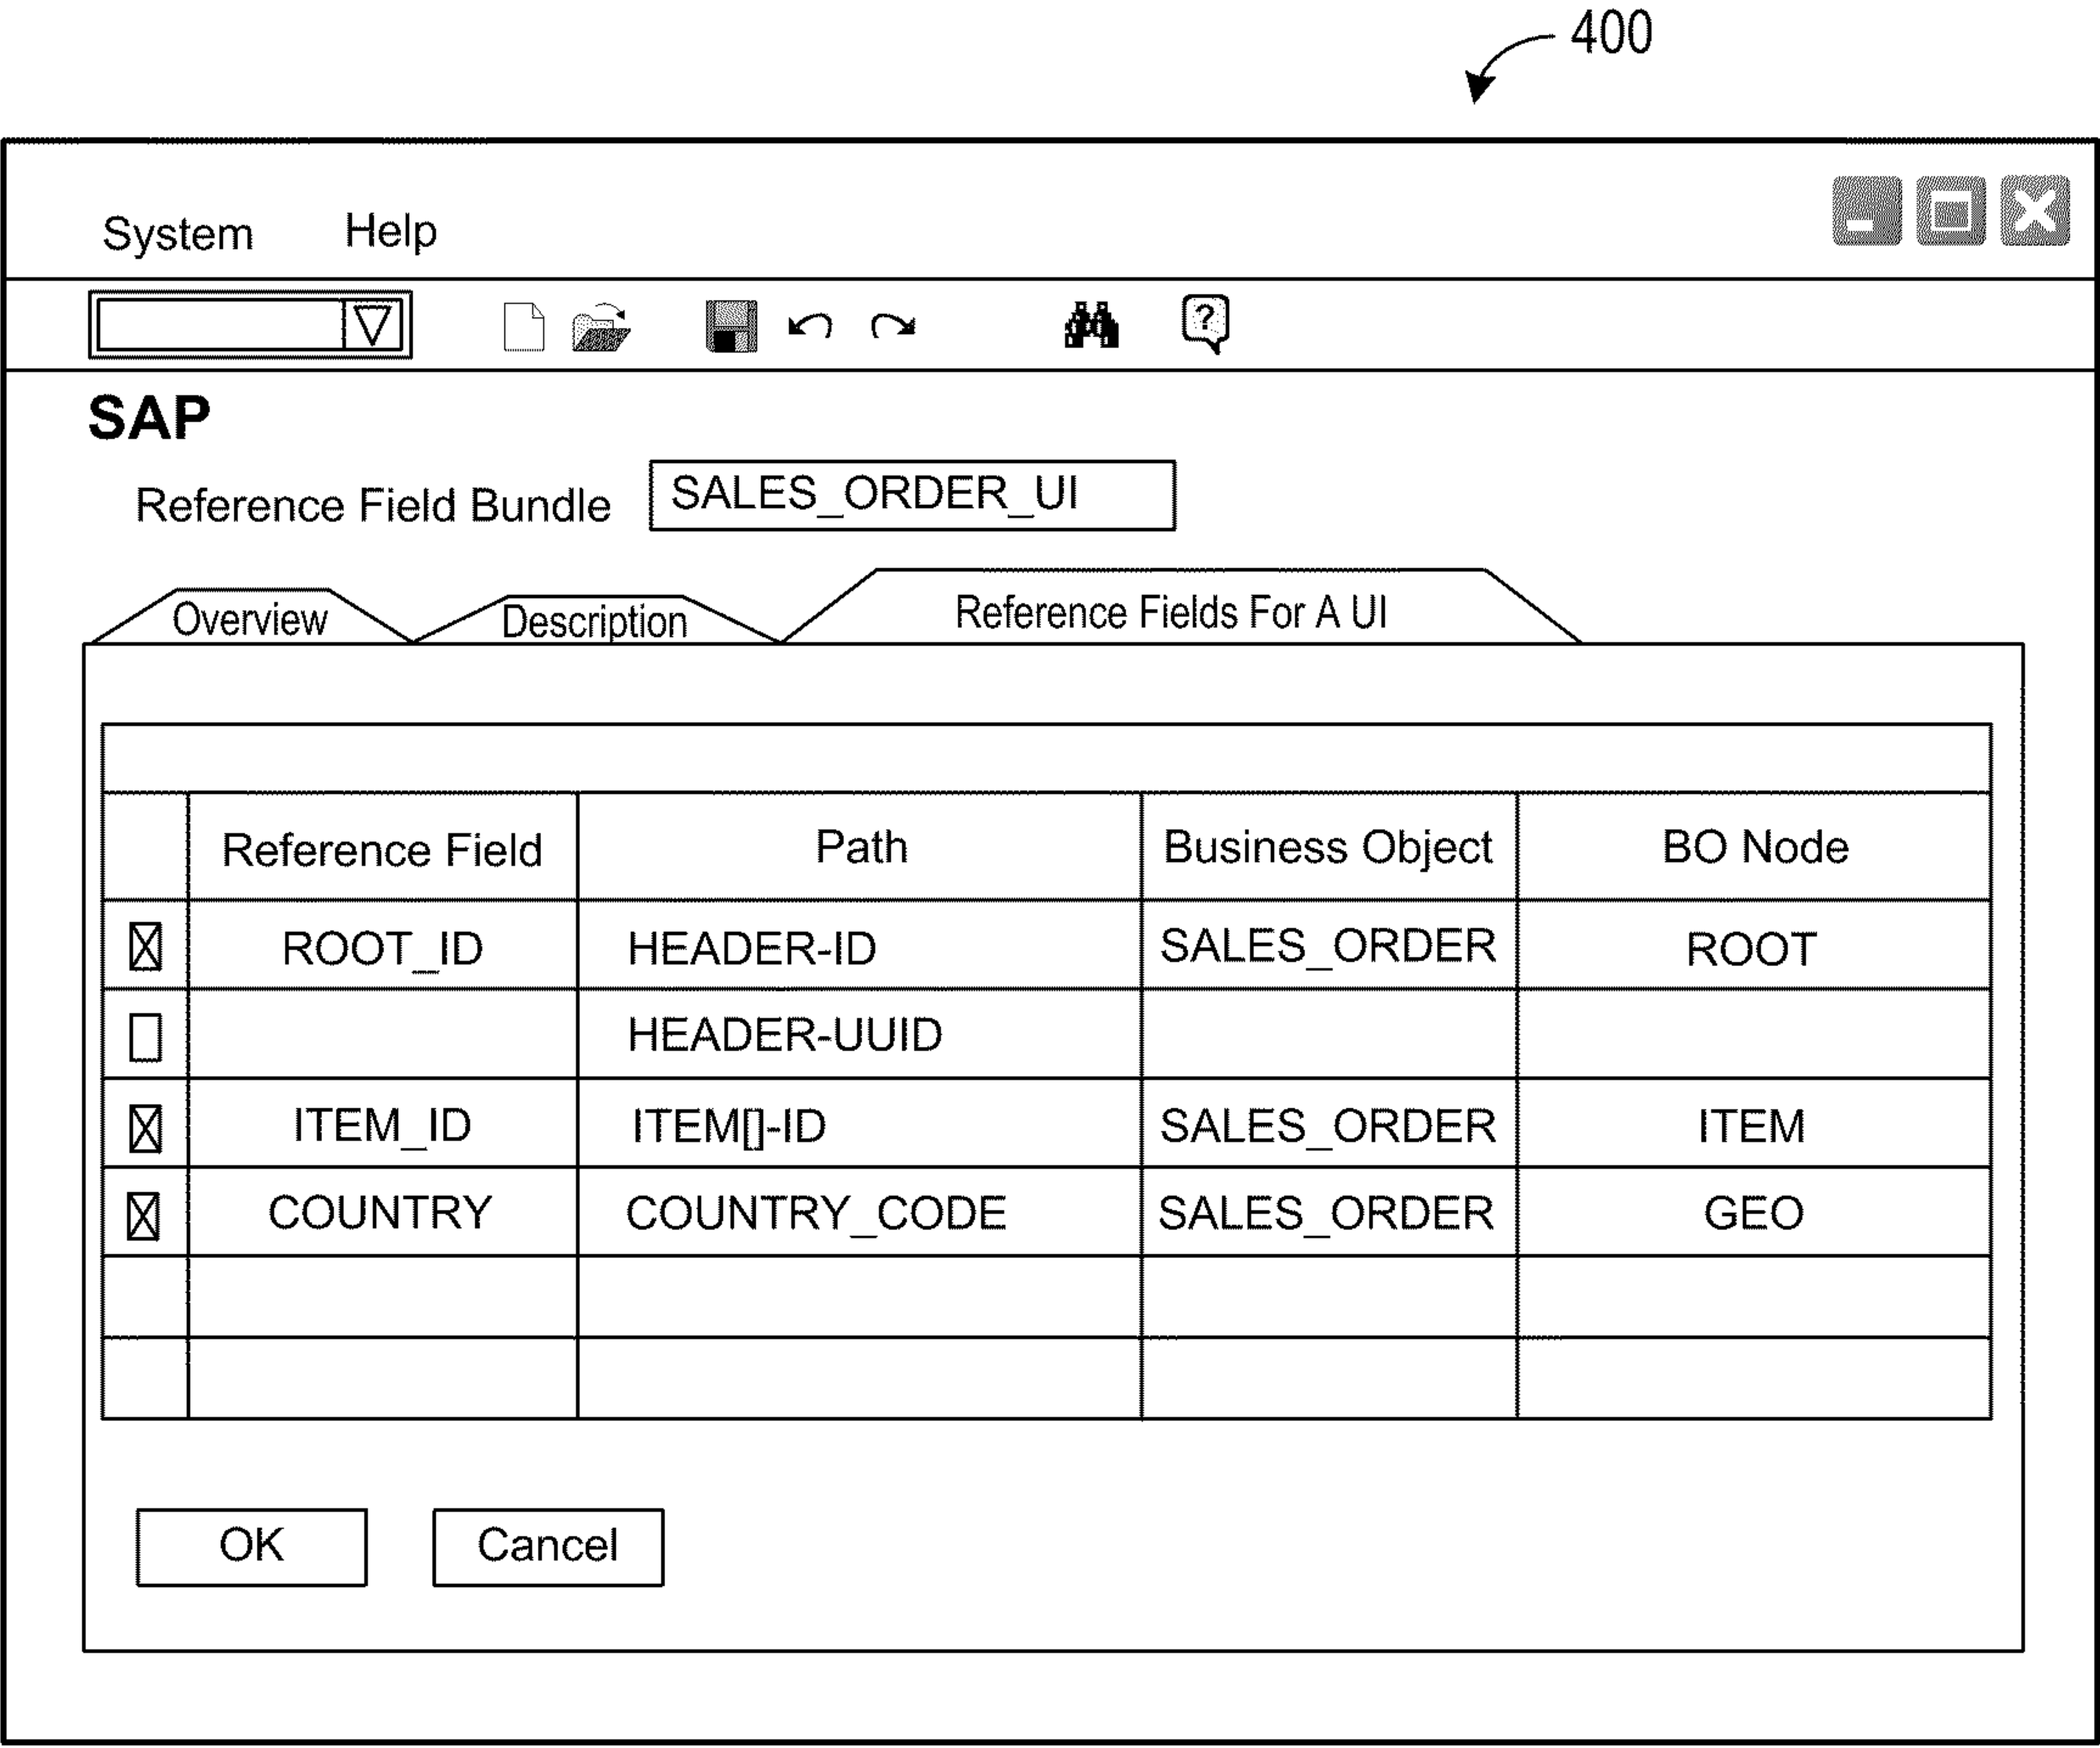 400
System Help
?
SAP
Reference Field Bundle SALES_ORDER_UI
Overview Description Reference Fields For A UI
Reference Field Path Business Object BO Node
ROOT_ID HEADER-ID SALES_ORDER ROOT
HEADER-UUID
ITEM_ID ITEM[]-ID SALES_ORDER ITEM
COUNTRY COUNTRY_CODE SALES_ORDER GEO
OK Cancel